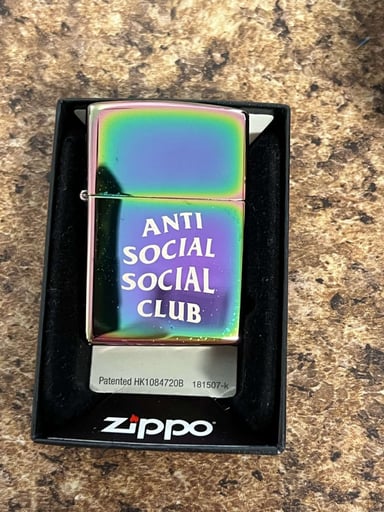 ANTI
SOCIAL
SOCIAL
CLUB
Patented HK1084720B 181507-k
zippo